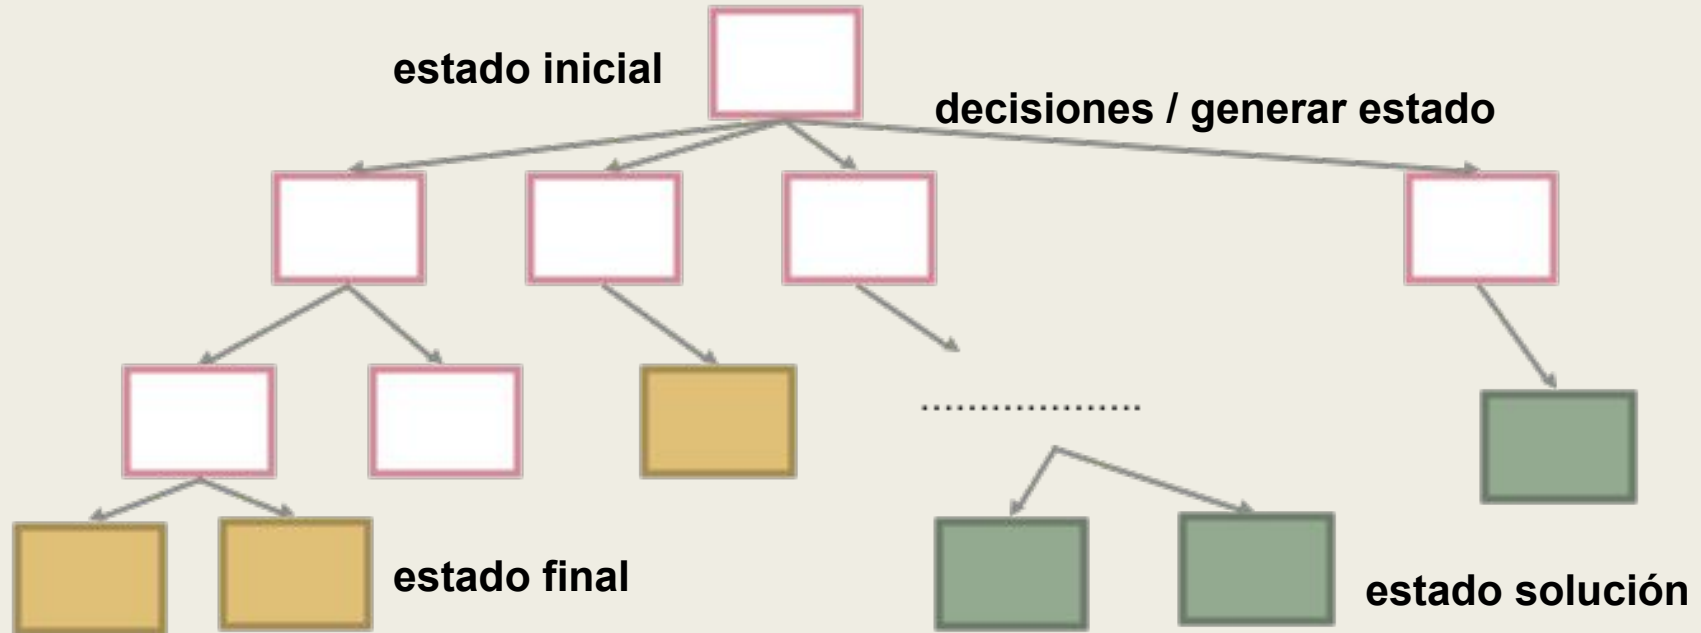 estado inicial
decisiones / generar estado
estado final
estado solución